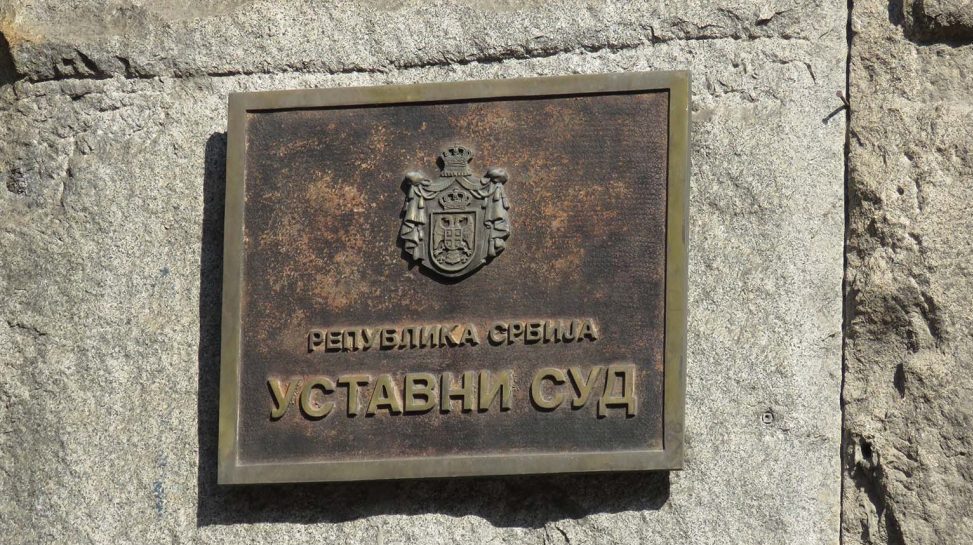 РЕПУБЛИКА СРБИЈА
УСТАВНИ СУД